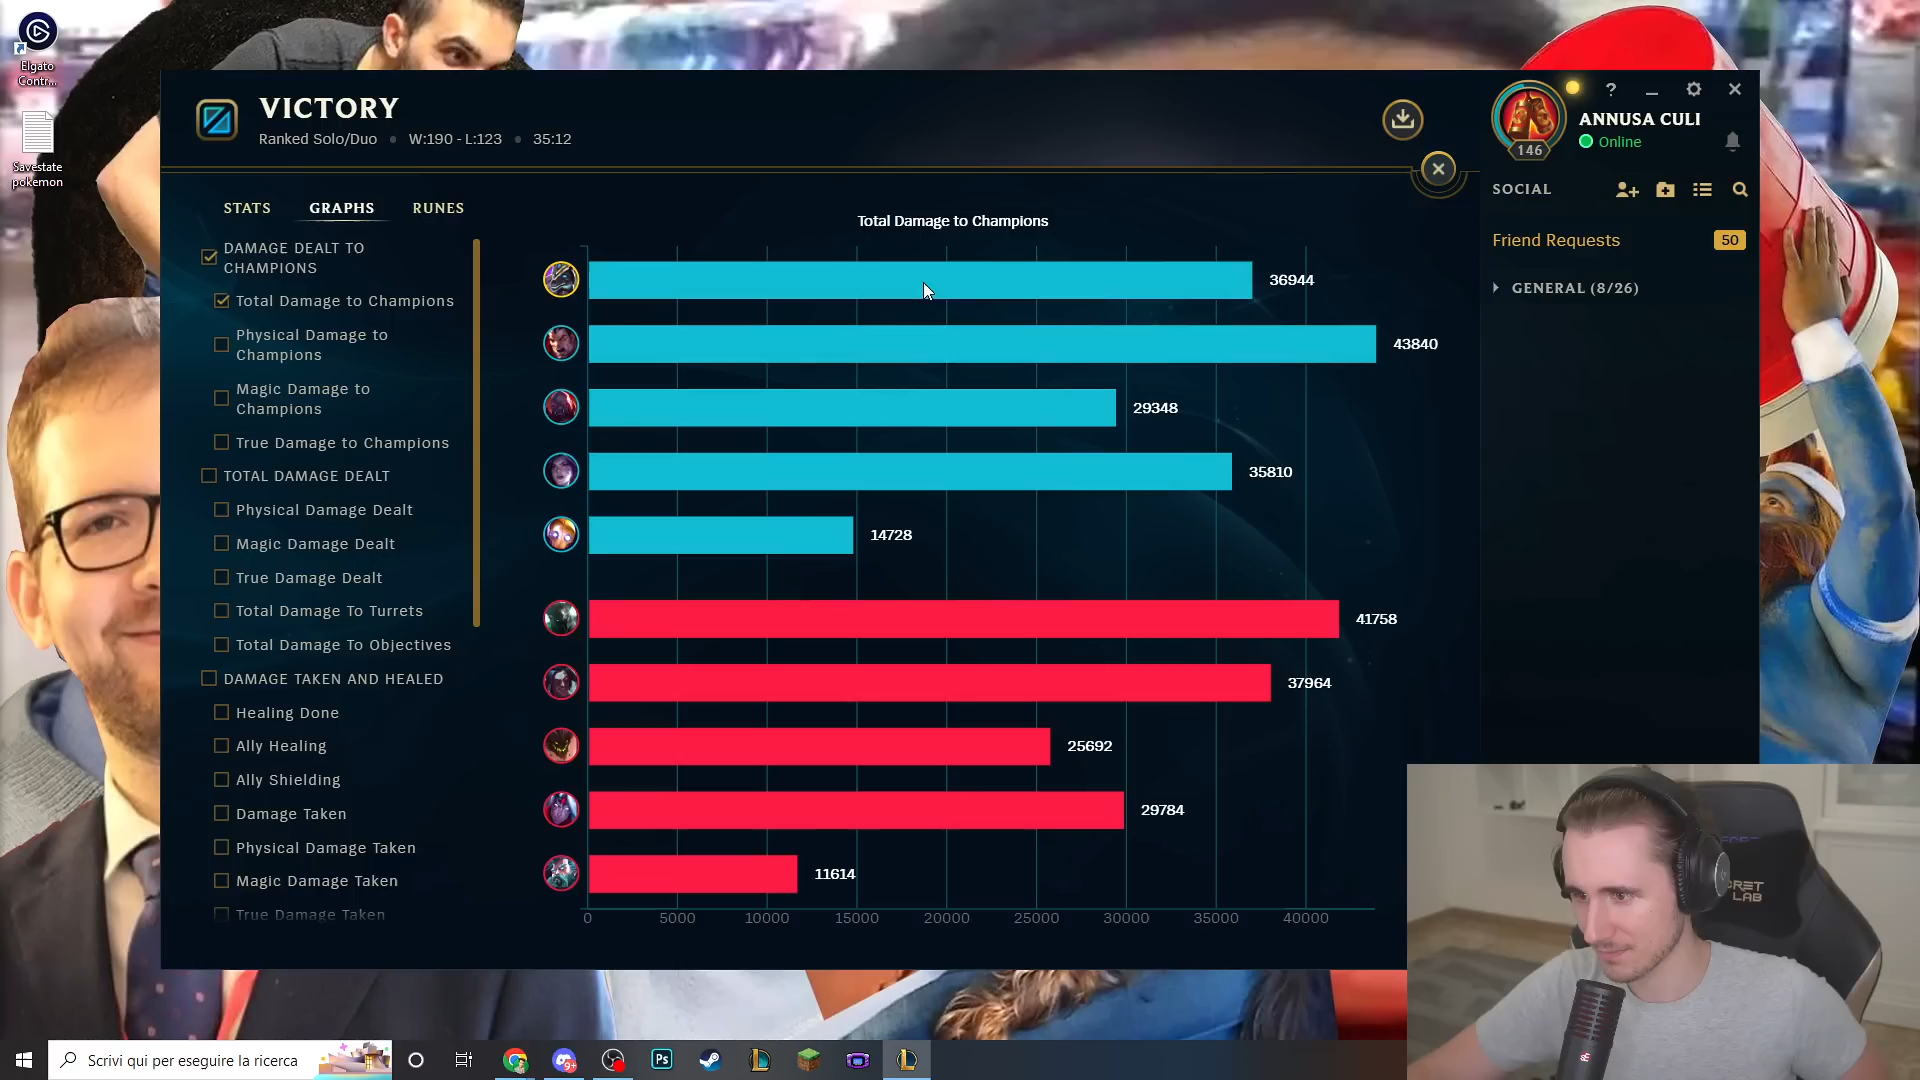 Elgato
Contr...
Savestate
pokemon
VICTORY
Ranked Solo/Duo • W:190 - L:123 • 35:12
ANNUSA CULI
Online
146
SOCIAL
Friend Requests 50
GENERAL (8/26)
STATS GRAPHS RUNES
DAMAGE DEALT TO
CHAMPIONS
Total Damage to Champions
Physical Damage to
Champions
Magic Damage to
Champions
True Damage to Champions
TOTAL DAMAGE DEALT
Physical Damage Dealt
Magic Damage Dealt
True Damage Dealt
Total Damage To Turrets
Total Damage To Objectives
DAMAGE TAKEN AND HEALED
Healing Done
Ally Healing
Ally Shielding
Damage Taken
Physical Damage Taken
Magic Damage Taken
True Damage Taken
Total Damage to Champions
36944
43840
29348
35810
14728
41758
37964
25692
29784
11614
0 5000 10000 15000 20000 25000 30000 35000 40000
LAB
Scrivi qui per eseguire la ricerca
9+
Ps